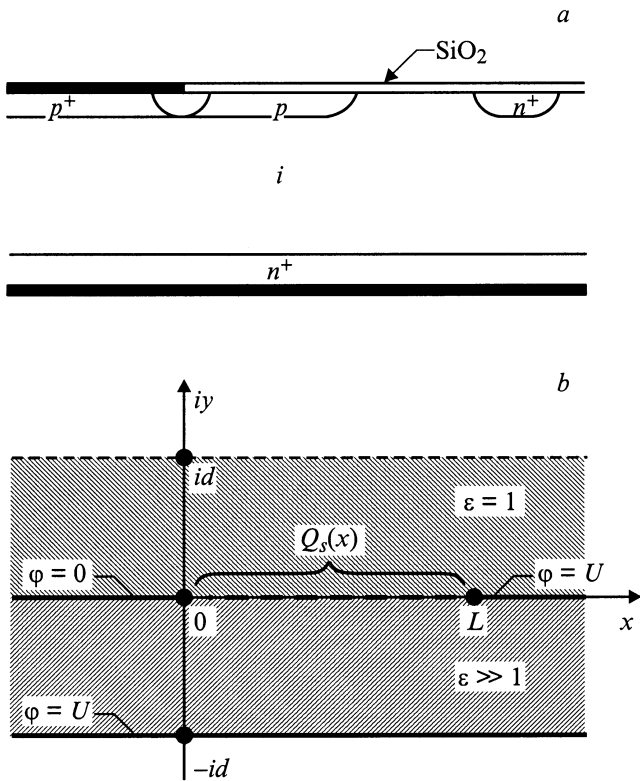 a
SiO₂
p⁺ p n⁺
i
n⁺
b
iy
id
ε = 1
Qₛ(x)
φ = 0 φ = U
0 L x
ε ≫ 1
φ = U
−id